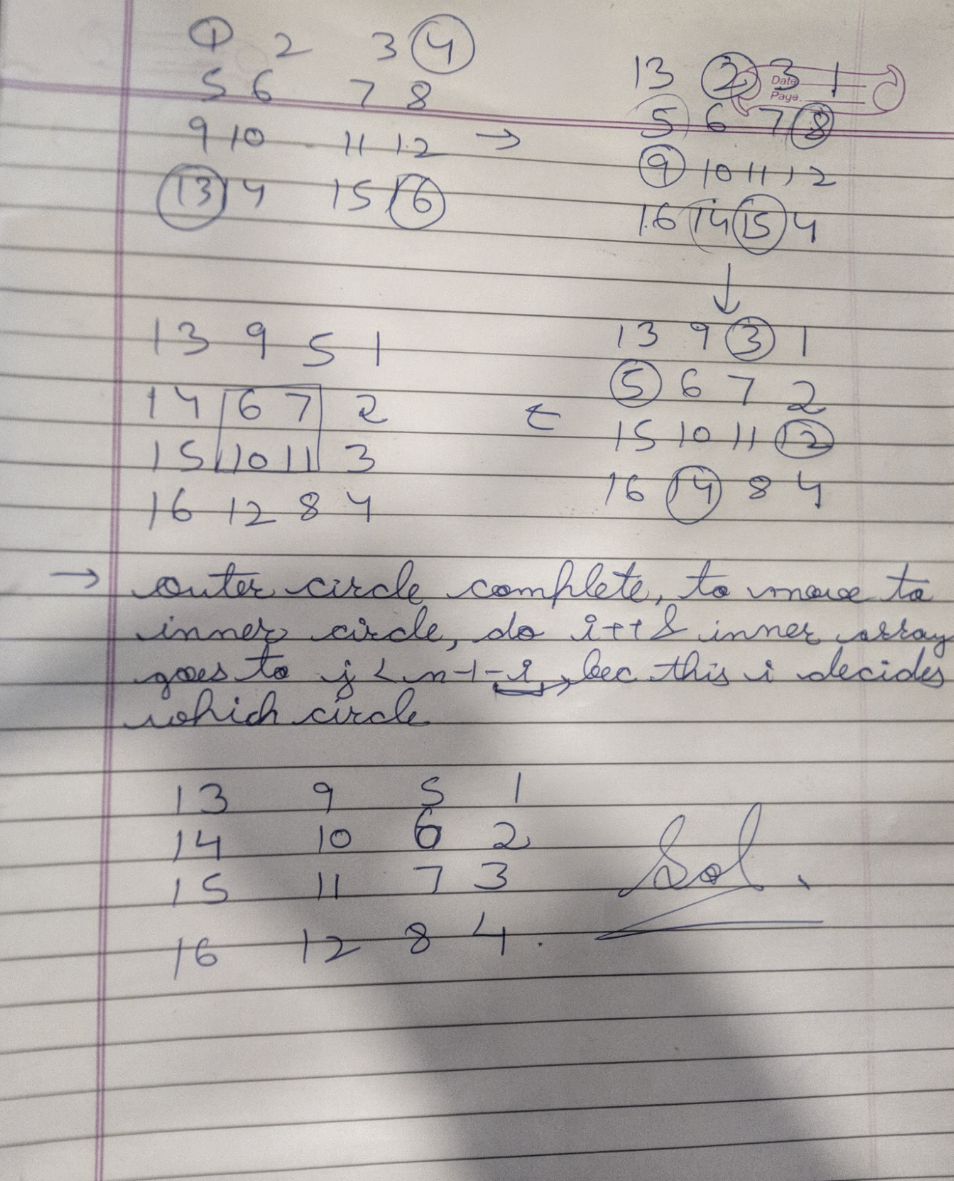 1 2 3 4
5 6 7 8
9 10 11 12 →
13 14 15 16
13 2 3 1
Date
Page
5 6 7 8
9 10 11 12
16 14 15 4
↓
13 9 3 1
5 6 7 2
15 10 11 12
16 14 8 4
13 9 5 1
14 6 7 2
15 10 11 3
16 12 8 4
→ outer circle complete, to move to
inner circle, do i++ & inner array
goes to j < n-1-i, bec this i decides
which circle
13 9 5 1
14 10 6 2
15 11 7 3
16 12 8 4.
Sol.